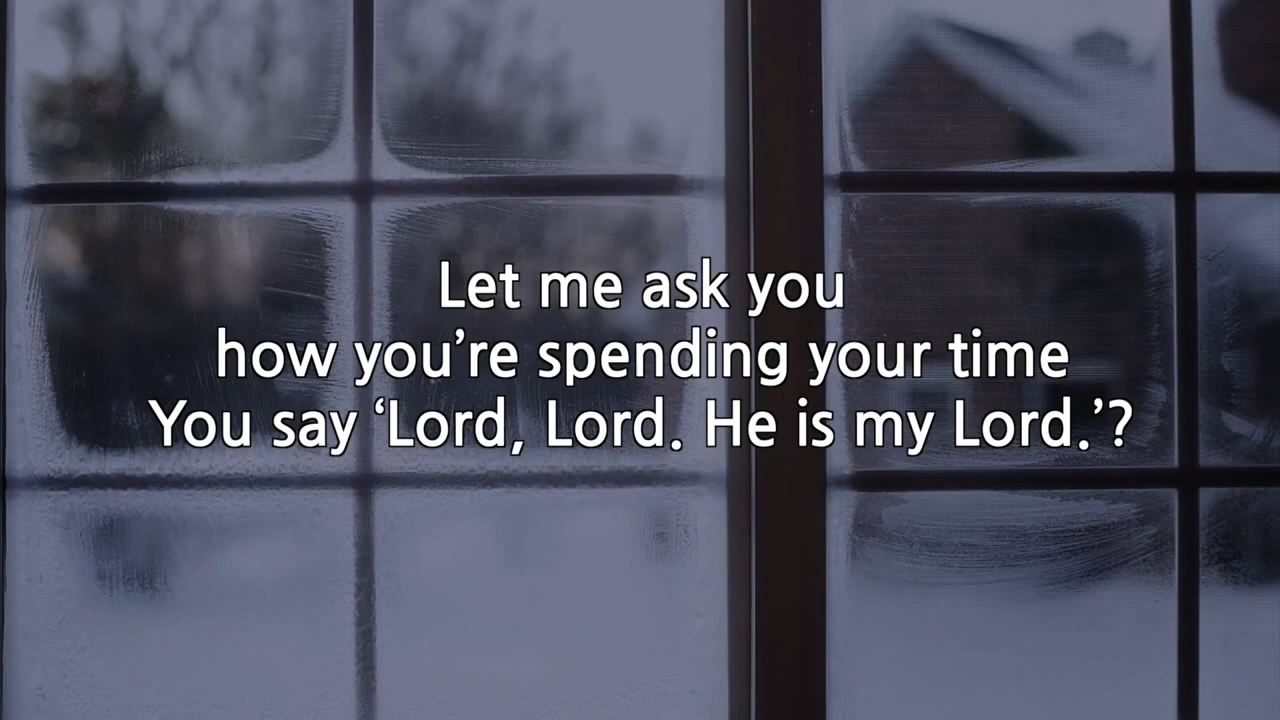 Let me ask you
how you’re spending your time
You say ‘Lord, Lord. He is my Lord.’?